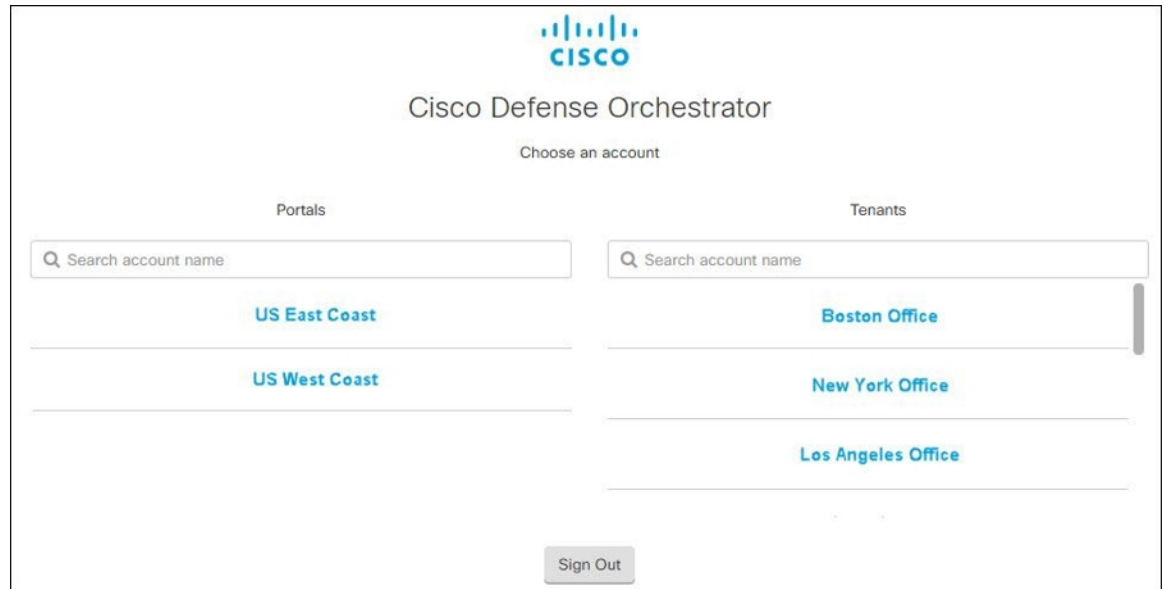 CISCO
Cisco Defense Orchestrator
Choose an account
Portals
Tenants
Search account name
Search account name
US East Coast
Boston Office
US West Coast
New York Office
Los Angeles Office
Sign Out